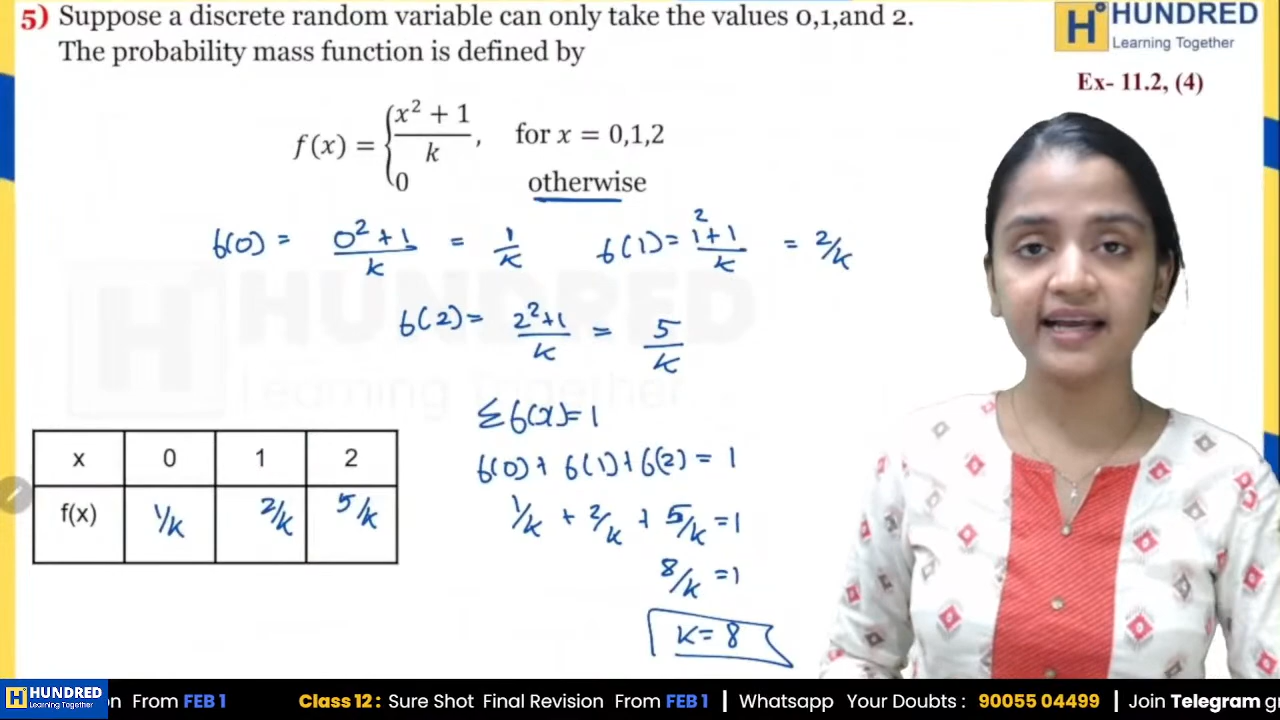 5) Suppose a discrete random variable can only take the values 0,1,and 2.
The probability mass function is defined by
H HUNDRED
Learning Together
Ex- 11.2, (4)
f(x) = { x² + 1 / k, for x = 0,1,2
0 otherwise
f(0) = 0² + 1 / k = 1/k f(1) = 1² + 1 / k = 2/k
f(2) = 2² + 1 / k = 5/k
H HUNDRED
Learning Together
Σ f(x) = 1
f(0) + f(1) + f(2) = 1
1/k + 2/k + 5/k = 1
8/k = 1
k = 8
x 0 1 2
f(x) 1/k 2/k 5/k
H HUNDRED Learning Together
n From FEB 1 Class 12 : Sure Shot Final Revision From FEB 1 | Whatsapp Your Doubts : 90055 04499 | Join Telegram g